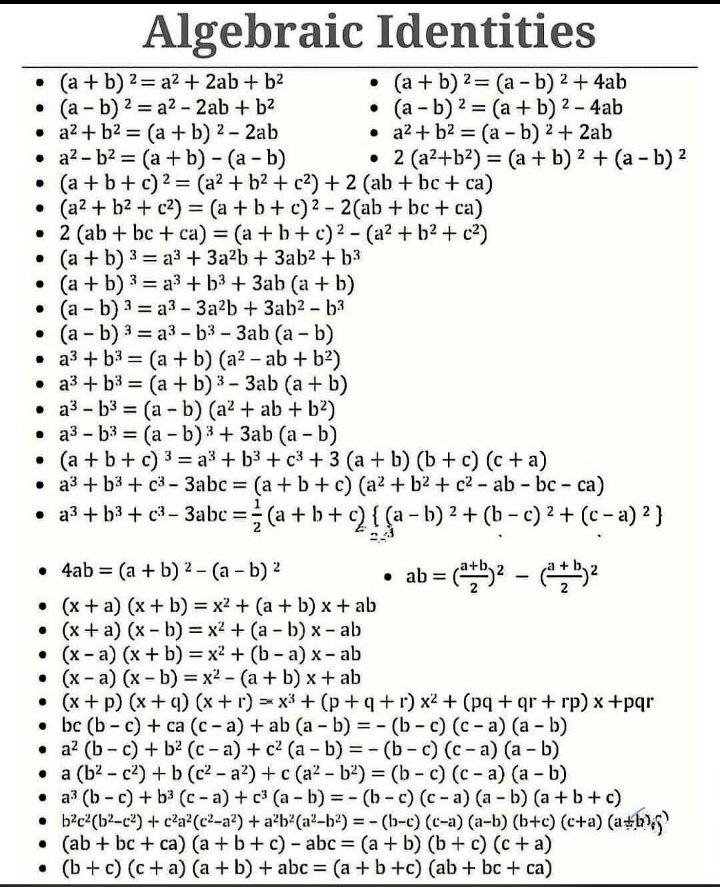 Algebraic Identities
• (a + b) ² = a² + 2ab + b²
• (a + b) ² = (a – b) ² + 4ab
• (a – b) ² = a² – 2ab + b²
• (a – b) ² = (a + b) ² – 4ab
• a² + b² = (a + b) ² – 2ab
• a² + b² = (a – b) ² + 2ab
• a² – b² = (a + b) – (a – b)
• 2 (a²+b²) = (a + b) ² + (a – b) ²
• (a + b + c) ² = (a² + b² + c²) + 2 (ab + bc + ca)
• (a² + b² + c²) = (a + b + c) ² – 2(ab + bc + ca)
• 2 (ab + bc + ca) = (a + b + c) ² – (a² + b² + c²)
• (a + b) ³ = a³ + 3a²b + 3ab² + b³
• (a + b) ³ = a³ + b³ + 3ab (a + b)
• (a – b) ³ = a³ – 3a²b + 3ab² – b³
• (a – b) ³ = a³ – b³ – 3ab (a – b)
• a³ + b³ = (a + b) (a² – ab + b²)
• a³ + b³ = (a + b) ³ – 3ab (a + b)
• a³ – b³ = (a – b) (a² + ab + b²)
• a³ – b³ = (a – b) ³ + 3ab (a – b)
• (a + b + c) ³ = a³ + b³ + c³ + 3 (a + b) (b + c) (c + a)
• a³ + b³ + c³ – 3abc = (a + b + c) (a² + b² + c² – ab – bc – ca)
• a³ + b³ + c³ – 3abc = ½ (a + b + c) { (a – b) ² + (b – c) ² + (c – a) ² }
• 4ab = (a + b) ² – (a – b) ²
• ab = ((a+b)/2)² – ((a + b)/2)²
• (x + a) (x + b) = x² + (a + b) x + ab
• (x + a) (x – b) = x² + (a – b) x – ab
• (x – a) (x + b) = x² + (b – a) x – ab
• (x – a) (x – b) = x² – (a + b) x + ab
• (x + p) (x + q) (x + r) = x³ + (p + q + r) x² + (pq + qr + rp) x +pqr
• bc (b – c) + ca (c – a) + ab (a – b) = – (b – c) (c – a) (a – b)
• a² (b – c) + b² (c – a) + c² (a – b) = – (b – c) (c – a) (a – b)
• a (b² – c²) + b (c² – a²) + c (a² – b²) = (b – c) (c – a) (a – b)
• a³ (b – c) + b³ (c – a) + c³ (a – b) = – (b – c) (c – a) (a – b) (a + b + c)
• b²c²(b²–c²) + c²a²(c²–a²) + a²b²(a²–b²) = – (b–c) (c–a) (a–b) (b+c) (c+a) (a+b)
• (ab + bc + ca) (a + b + c) – abc = (a + b) (b + c) (c + a)
• (b + c) (c + a) (a + b) + abc = (a + b +c) (ab + bc + ca)